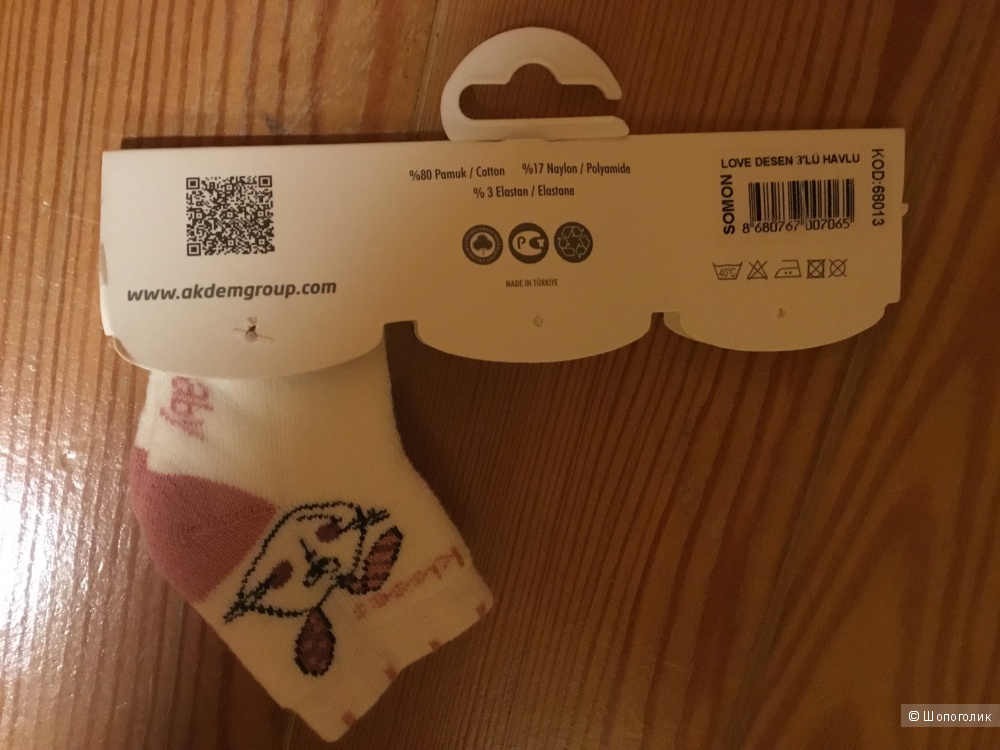 %80 Pamuk / Cotton %17 Naylon / Polyamide
% 3 Elastan / Elastane
www.akdemgroup.com
MADE IN TÜRKİYE
LOVE DESEN 3'LÜ HAVLU
SOMON
8 680767 007065
KOD:68013
40°C
P
© Шопоголик